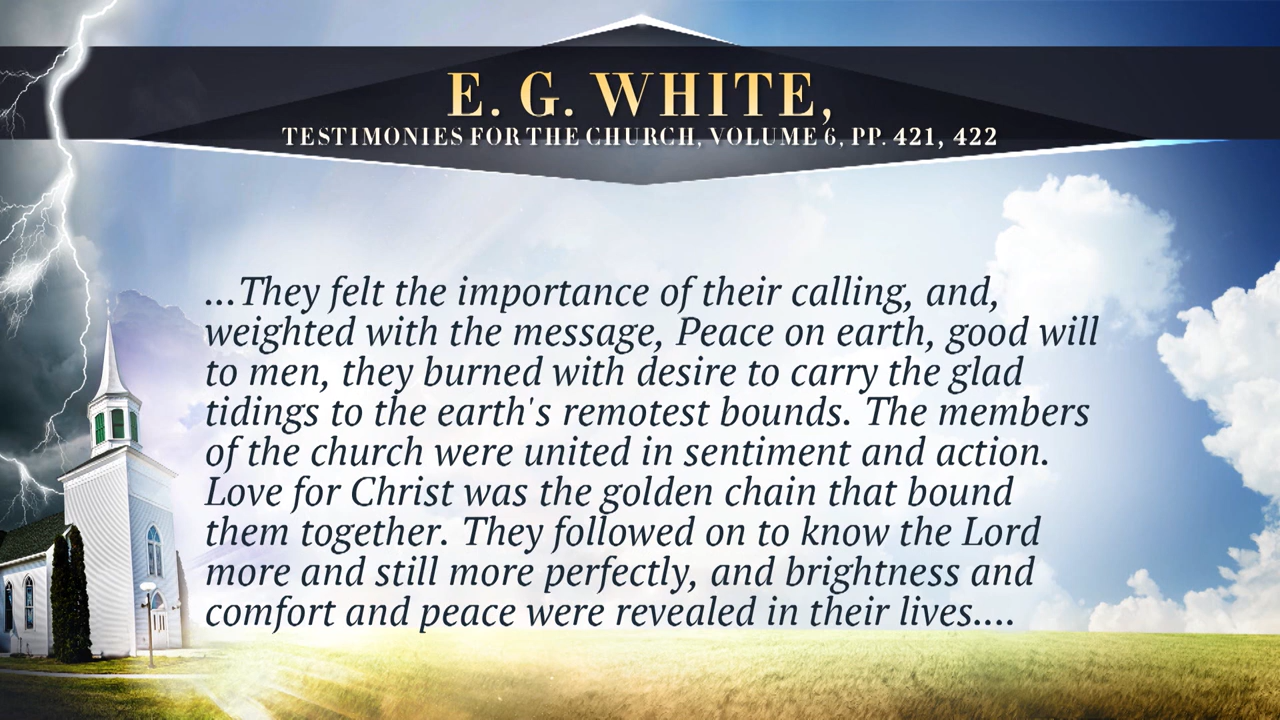 E. G. WHITE,
TESTIMONIES FOR THE CHURCH, VOLUME 6, PP. 421, 422
...They felt the importance of their calling, and,
weighted with the message, Peace on earth, good will
to men, they burned with desire to carry the glad
tidings to the earth's remotest bounds. The members
of the church were united in sentiment and action.
Love for Christ was the golden chain that bound
them together. They followed on to know the Lord
more and still more perfectly, and brightness and
comfort and peace were revealed in their lives....